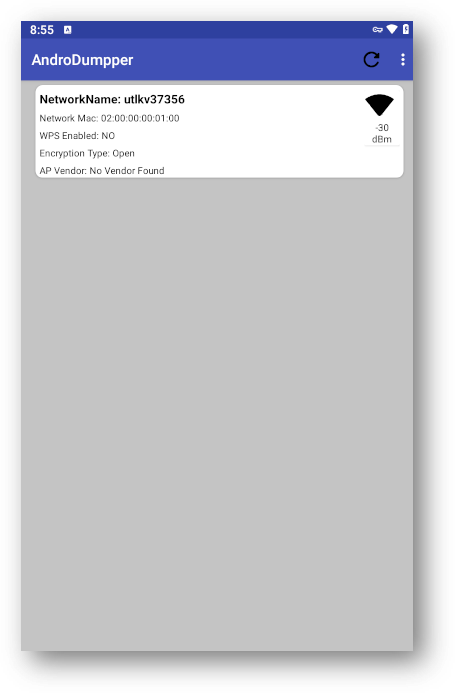 8:55
AndroDumpper
NetworkName: utlkv37356
Network Mac: 02:00:00:00:01:00
WPS Enabled: NO
Encryption Type: Open
AP Vendor: No Vendor Found
-30
dBm